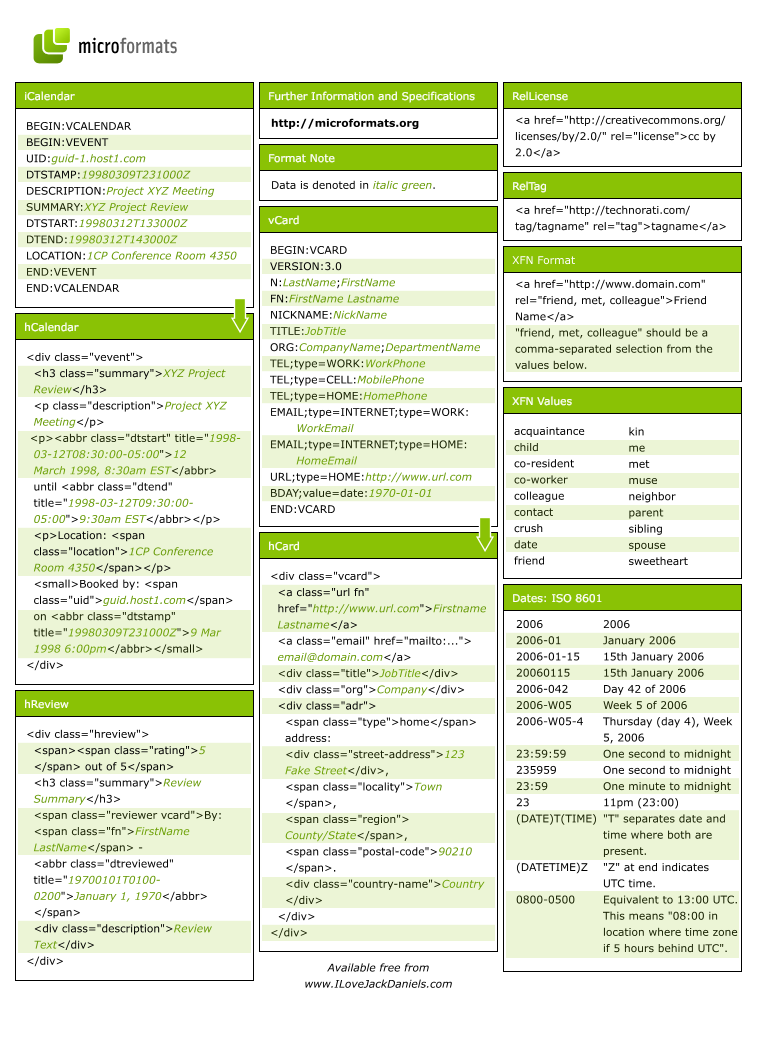 microformats
iCalendar
BEGIN:VCALENDAR
BEGIN:VEVENT
UID:guid-1.host1.com
DTSTAMP:19980309T231000Z
DESCRIPTION:Project XYZ Meeting
SUMMARY:XYZ Project Review
DTSTART:19980312T133000Z
DTEND:19980312T143000Z
LOCATION:1CP Conference Room 4350
END:VEVENT
END:VCALENDAR
hCalendar
<div class="vevent">
<h3 class="summary">XYZ Project
Review</h3>
<p class="description">Project XYZ
Meeting</p>
<p><abbr class="dtstart" title="1998-
03-12T08:30:00-05:00">12
March 1998, 8:30am EST</abbr>
until <abbr class="dtend"
title="1998-03-12T09:30:00-
05:00">9:30am EST</abbr></p>
<p>Location: <span
class="location">1CP Conference
Room 4350</span></p>
<small>Booked by: <span
class="uid">guid.host1.com</span>
on <abbr class="dtstamp"
title="19980309T231000Z">9 Mar
1998 6:00pm</abbr></small>
</div>
hReview
<div class="hreview">
<span><span class="rating">5
</span> out of 5</span>
<h3 class="summary">Review
Summary</h3>
<span class="reviewer vcard">By:
<span class="fn">FirstName
LastName</span> -
<abbr class="dtreviewed"
title="19700101T0100-
0200">January 1, 1970</abbr>
</span>
<div class="description">Review
Text</div>
</div>
Further Information and Specifications
http://microformats.org
Format Note
Data is denoted in italic green.
vCard
BEGIN:VCARD
VERSION:3.0
N:LastName;FirstName
FN:FirstName Lastname
NICKNAME:NickName
TITLE:JobTitle
ORG:CompanyName;DepartmentName
TEL;type=WORK:WorkPhone
TEL;type=CELL:MobilePhone
TEL;type=HOME:HomePhone
EMAIL;type=INTERNET;type=WORK:
WorkEmail
EMAIL;type=INTERNET;type=HOME:
HomeEmail
URL;type=HOME:http://www.url.com
BDAY;value=date:1970-01-01
END:VCARD
hCard
<div class="vcard">
<a class="url fn"
href="http://www.url.com">Firstname
Lastname</a>
<a class="email" href="mailto:...">
email@domain.com</a>
<div class="title">JobTitle</div>
<div class="org">Company</div>
<div class="adr">
<span class="type">home</span>
address:
<div class="street-address">123
Fake Street</div>,
<span class="locality">Town
</span>,
<span class="region">
County/State</span>,
<span class="postal-code">90210
</span>.
<div class="country-name">Country
</div>
</div>
</div>
Available free from
www.ILoveJackDaniels.com
RelLicense
<a href="http://creativecommons.org/
licenses/by/2.0/" rel="license">cc by
2.0</a>
RelTag
<a href="http://technorati.com/
tag/tagname" rel="tag">tagname</a>
XFN Format
<a href="http://www.domain.com"
rel="friend, met, colleague">Friend
Name</a>
"friend, met, colleague" should be a
comma-separated selection from the
values below.
XFN Values
acquaintance kin
child me
co-resident met
co-worker muse
colleague neighbor
contact parent
crush sibling
date spouse
friend sweetheart
Dates: ISO 8601
2006 2006
2006-01 January 2006
2006-01-15 15th January 2006
20060115 15th January 2006
2006-042 Day 42 of 2006
2006-W05 Week 5 of 2006
2006-W05-4 Thursday (day 4), Week
5, 2006
23:59:59 One second to midnight
235959 One second to midnight
23:59 One minute to midnight
23 11pm (23:00)
(DATE)T(TIME) "T" separates date and
time where both are
present.
(DATETIME)Z "Z" at end indicates
UTC time.
0800-0500 Equivalent to 13:00 UTC.
This means "08:00 in
location where time zone
if 5 hours behind UTC".